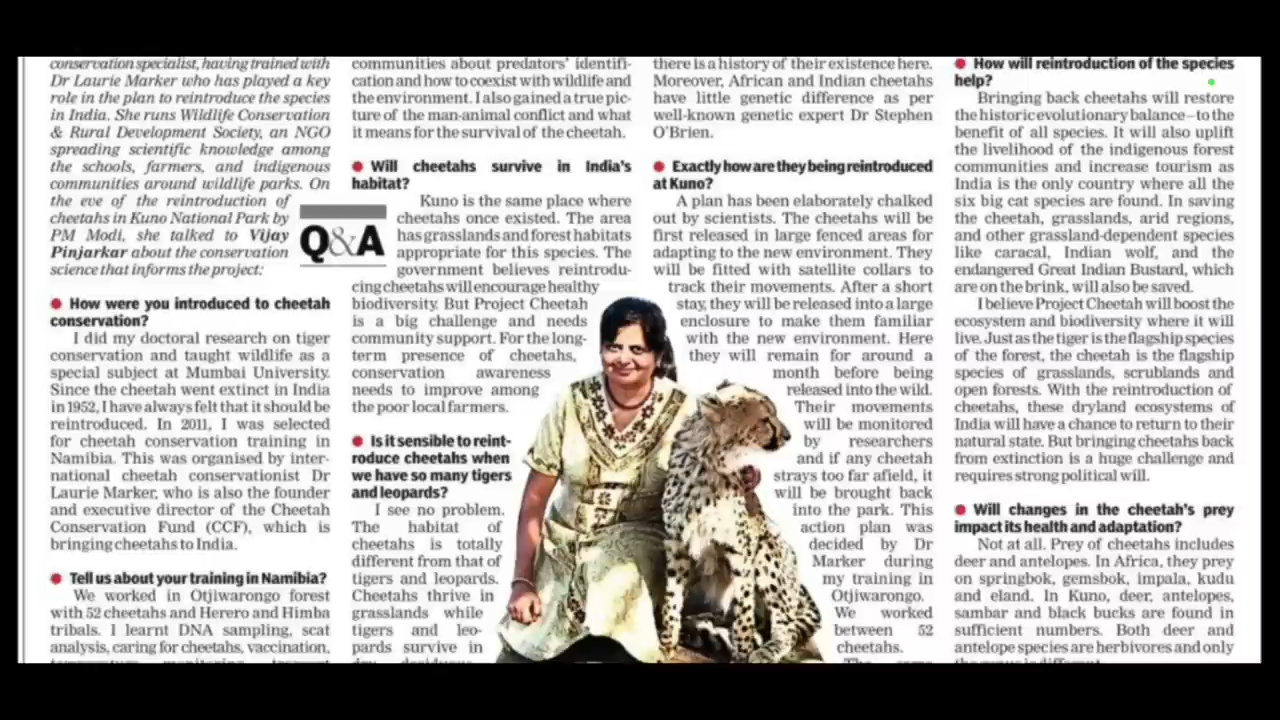 conservation specialist, having trained with
Dr Laurie Marker who has played a key
role in the plan to reintroduce the species
in India. She runs Wildlife Conservation
& Rural Development Society, an NGO
spreading scientific knowledge among
the schools, farmers, and indigenous
communities around wildlife parks. On
the eve of the reintroduction of
cheetahs in Kuno National Park by
PM Modi, she talked to Vijay
Pinjarkar about the conservation
science that informs the project:
Q&A
How were you introduced to cheetah
conservation?
I did my doctoral research on tiger
conservation and taught wildlife as a
special subject at Mumbai University.
Since the cheetah went extinct in India
in 1952, I have always felt that it should be
reintroduced. In 2011, I was selected
for cheetah conservation training in
Namibia. This was organised by inter-
national cheetah conservationist Dr
Laurie Marker, who is also the founder
and executive director of the Cheetah
Conservation Fund (CCF), which is
bringing cheetahs to India.
Tell us about your training in Namibia?
We worked in Otjiwarongo forest
with 52 cheetahs and Herero and Himba
tribals. I learnt DNA sampling, scat
analysis, caring for cheetahs, vaccination,
communities about predators' identifi-
cation and how to coexist with wildlife and
the environment. I also gained a true pic-
ture of the man-animal conflict and what
it means for the survival of the cheetah.
Will cheetahs survive in India's
habitat?
Kuno is the same place where
cheetahs once existed. The area
has grasslands and forest habitats
appropriate for this species. The
government believes reintrodu-
cing cheetahs will encourage healthy
biodiversity. But Project Cheetah
is a big challenge and needs
community support. For the long-
term presence of cheetahs,
conservation awareness
needs to improve among
the poor local farmers.
Is it sensible to reint-
roduce cheetahs when
we have so many tigers
and leopards?
I see no problem.
The habitat of
cheetahs is totally
different from that of
tigers and leopards.
Cheetahs thrive in
grasslands while
tigers and leo-
pards survive in
there is a history of their existence here.
Moreover, African and Indian cheetahs
have little genetic difference as per
well-known genetic expert Dr Stephen
O'Brien.
Exactly how are they being reintroduced
at Kuno?
A plan has been elaborately chalked
out by scientists. The cheetahs will be
first released in large fenced areas for
adapting to the new environment. They
will be fitted with satellite collars to
track their movements. After a short
stay, they will be released into a large
enclosure to make them familiar
with the new environment. Here
they will remain for around a
month before being
released into the wild.
Their movements
will be monitored
by researchers
and if any cheetah
strays too far afield, it
will be brought back
into the park. This
action plan was
decided by Dr
Marker during
my training in
Otjiwarongo.
We worked
between 52
cheetahs.
How will reintroduction of the species
help?
Bringing back cheetahs will restore
the historic evolutionary balance–to the
benefit of all species. It will also uplift
the livelihood of the indigenous forest
communities and increase tourism as
India is the only country where all the
six big cat species are found. In saving
the cheetah, grasslands, arid regions,
and other grassland-dependent species
like caracal, Indian wolf, and the
endangered Great Indian Bustard, which
are on the brink, will also be saved.
I believe Project Cheetah will boost the
ecosystem and biodiversity where it will
live. Just as the tiger is the flagship species
of the forest, the cheetah is the flagship
species of grasslands, scrublands and
open forests. With the reintroduction of
cheetahs, these dryland ecosystems of
India will have a chance to return to their
natural state. But bringing cheetahs back
from extinction is a huge challenge and
requires strong political will.
Will changes in the cheetah's prey
impact its health and adaptation?
Not at all. Prey of cheetahs includes
deer and antelopes. In Africa, they prey
on springbok, gemsbok, impala, kudu
and eland. In Kuno, deer, antelopes,
sambar and black bucks are found in
sufficient numbers. Both deer and
antelope species are herbivores and only